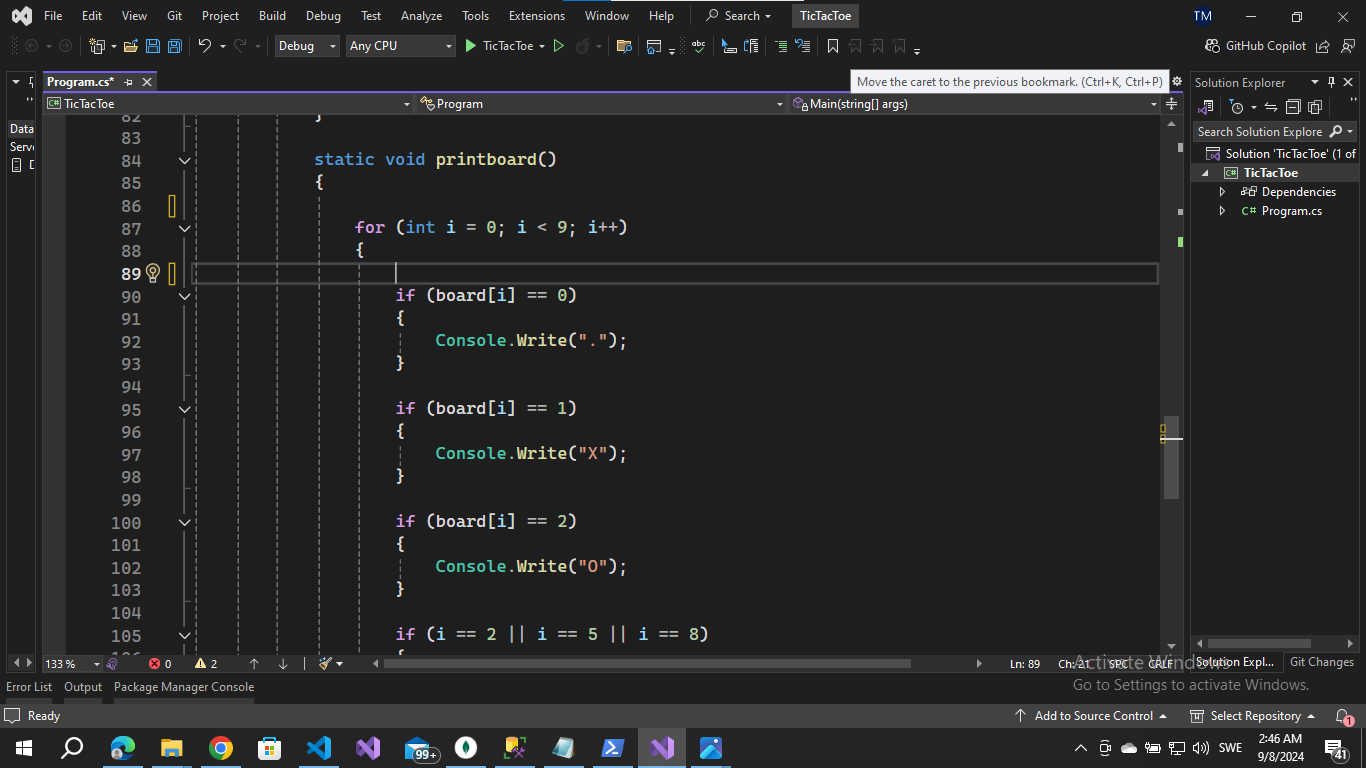 File Edit View Git Project Build Debug Test Analyze Tools Extensions Window Help Search TicTacToe TM
Debug Any CPU TicTacToe GitHub Copilot
Program.cs* Move the caret to the previous bookmark. (Ctrl+K, Ctrl+P) Solution Explorer
TicTacToe Program Main(string[] args)
Data
Serv
Search Solution Explore
Solution 'TicTacToe' (1 of
TicTacToe
Dependencies
C# Program.cs
82 }
83
84 static void printboard()
85 {
86
87 for (int i = 0; i < 9; i++)
88 {
89
90 if (board[i] == 0)
91 {
92 Console.Write(".");
93 }
94
95 if (board[i] == 1)
96 {
97 Console.Write("X");
98 }
99
100 if (board[i] == 2)
101 {
102 Console.Write("O");
103 }
104
105 if (i == 2 || i == 5 || i == 8)
133 % 0 2 Ln: 89 Ch: 21 SPC CRLF
Solution Expl... Git Changes
Activate Windows
Go to Settings to activate Windows.
Error List Output Package Manager Console
Ready Add to Source Control Select Repository 1
99+ SWE 2:46 AM
9/8/2024 41